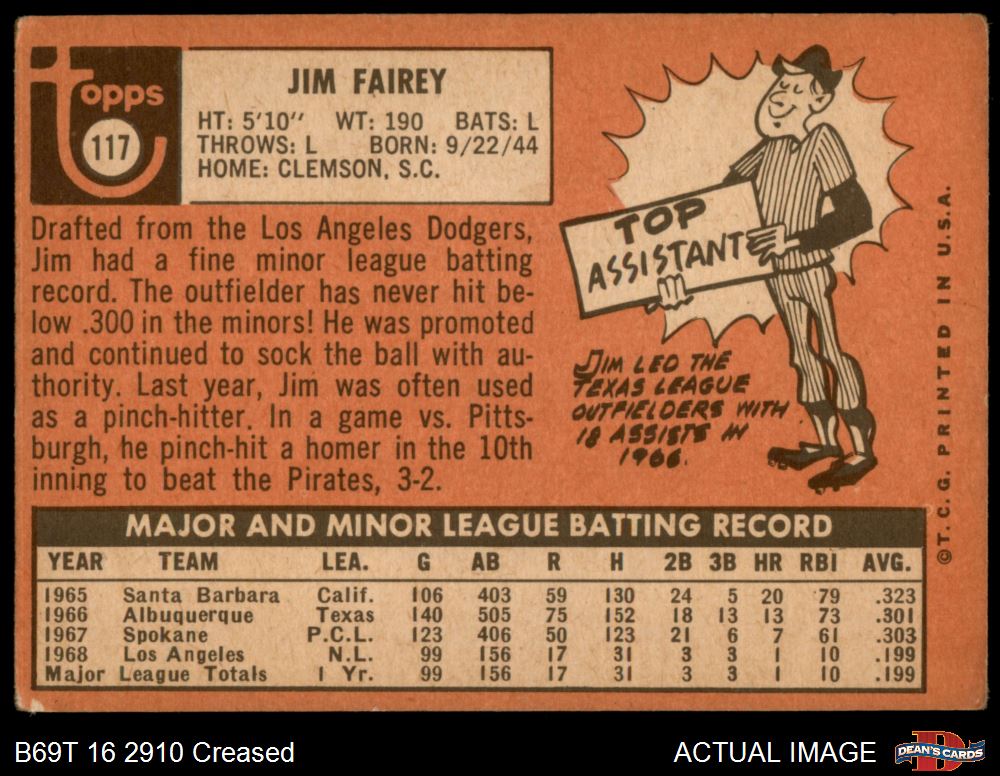 Topps
117
JIM FAIREY
HT: 5'10" WT: 190 BATS: L
THROWS: L BORN: 9/22/44
HOME: CLEMSON, S.C.
Drafted from the Los Angeles Dodgers,
Jim had a fine minor league batting
record. The outfielder has never hit be-
low .300 in the minors! He was promoted
and continued to sock the ball with au-
thority. Last year, Jim was often used
as a pinch-hitter. In a game vs. Pitts-
burgh, he pinch-hit a homer in the 10th
inning to beat the Pirates, 3-2.
TOP
ASSISTANT
JIM LED THE
TEXAS LEAGUE
OUTFIELDERS WITH
18 ASSISTS IN
1966.
©T. C. G. PRINTED IN U.S.A.
MAJOR AND MINOR LEAGUE BATTING RECORD
YEAR TEAM LEA. G AB R H 2B 3B HR RBI AVG.
1965 Santa Barbara Calif. 106 403 59 130 24 5 20 79 .323
1966 Albuquerque Texas 140 505 75 152 18 13 13 73 .301
1967 Spokane P.C.L. 123 406 50 123 21 6 7 61 .303
1968 Los Angeles N.L. 99 156 17 31 3 3 1 10 .199
Major League Totals 1 Yr. 99 156 17 31 3 3 1 10 .199
B69T 16 2910 Creased
ACTUAL IMAGE
D
DEAN'S CARDS